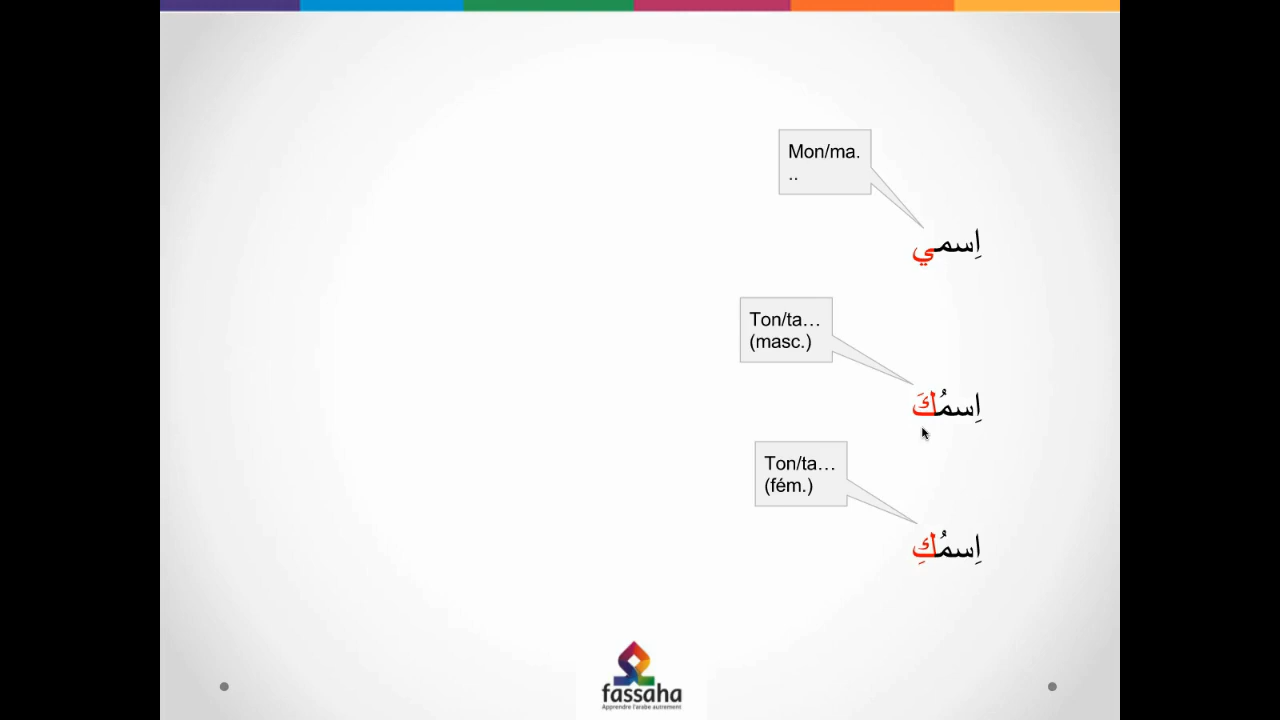 Mon/ma.
..
اِسمي
Ton/ta…
(masc.)
اِسمُكَ
Ton/ta…
(fém.)
اِسمُكِ
fassaha
Apprendre l'arabe autrement